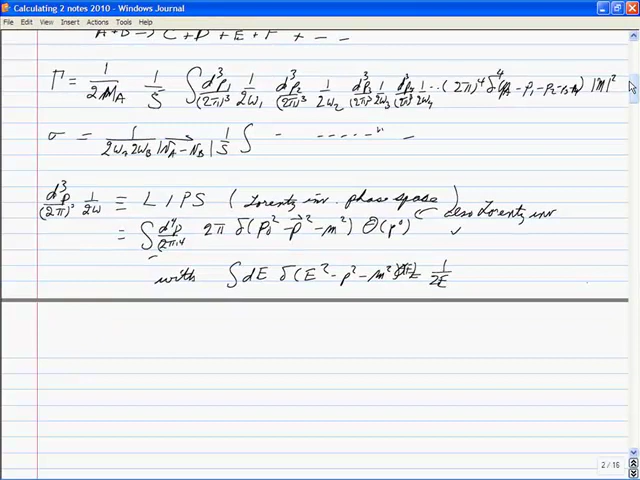 Calculating 2 notes 2010 - Windows Journal
File Edit View Insert Actions Tools Help
A+B → C + D + E + F + - - -
Γ = 1/2M_A 1/S ∫ d³p₁/(2π)³ 1/2ω₁ d³p₂/(2π)³ 1/2ω₂ d³p₃/(2π)³ 1/2ω₃ d³p₄/(2π)³ 1/2ω₄ ... (2π)⁴ δ⁴(p_A - p₁ - p₂ - p₃ - p₄) |M|²
σ = 1/2ω_A 2ω_B |v_A - v_B| 1/S ∫ - ------ -
d³p/(2π)³ 1/2ω ≡ LIPS (Lorentz inv. phase space)
= ∫ d⁴p/(2π)⁴ 2π δ(p₀² - p⃗² - m²) Θ(p⁰) also Lorentz inv ✓
with ∫ dE δ(E² - p² - m²) = 1/2E
2 / 16